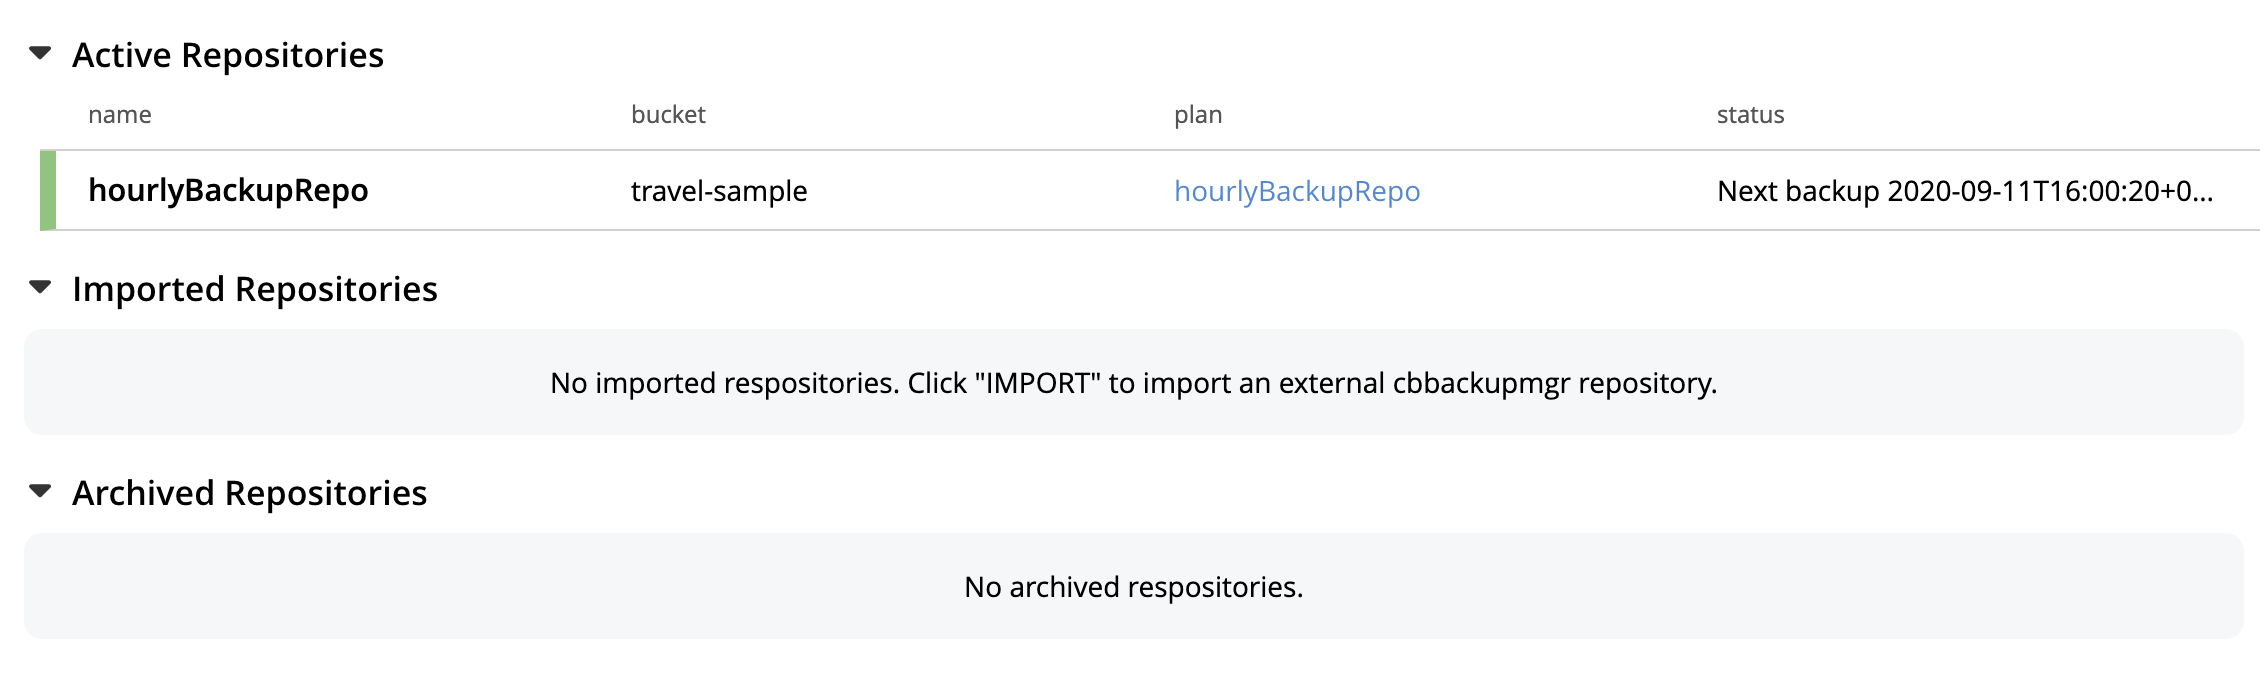 Active Repositories
name bucket plan status
hourlyBackupRepo travel-sample hourlyBackupRepo Next backup 2020-09-11T16:00:20+0...
Imported Repositories
No imported respositories. Click "IMPORT" to import an external cbbackupmgr repository.
Archived Repositories
No archived respositories.